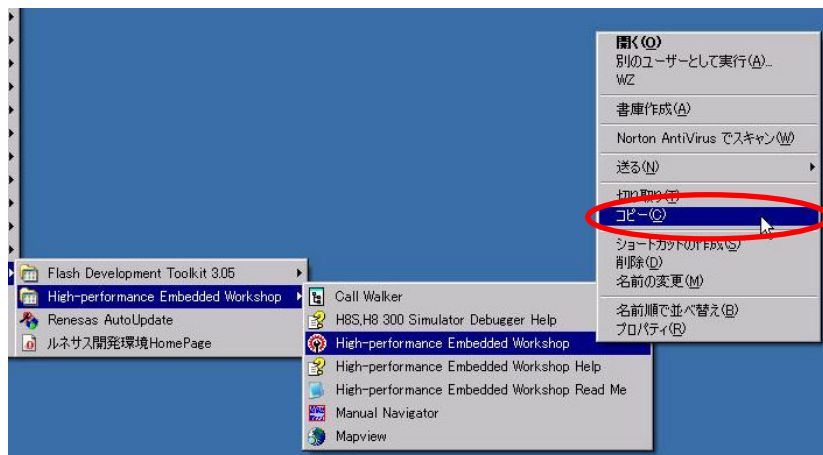 Flash Development Toolkit 3.05
High-performance Embedded Workshop
Renesas AutoUpdate
ルネサス開発環境HomePage
Call Walker
H8S,H8 300 Simulator Debugger Help
High-performance Embedded Workshop
High-performance Embedded Workshop Help
High-performance Embedded Workshop Read Me
Manual Navigator
Mapview
開く(O)
別のユーザーとして実行(A)...
WZ
書庫作成(A)
Norton AntiVirus でスキャン(W)
送る(N)
切り取り(T)
コピー(C)
ショートカットの作成(S)
削除(D)
名前の変更(M)
名前順で並べ替え(B)
プロパティ(R)